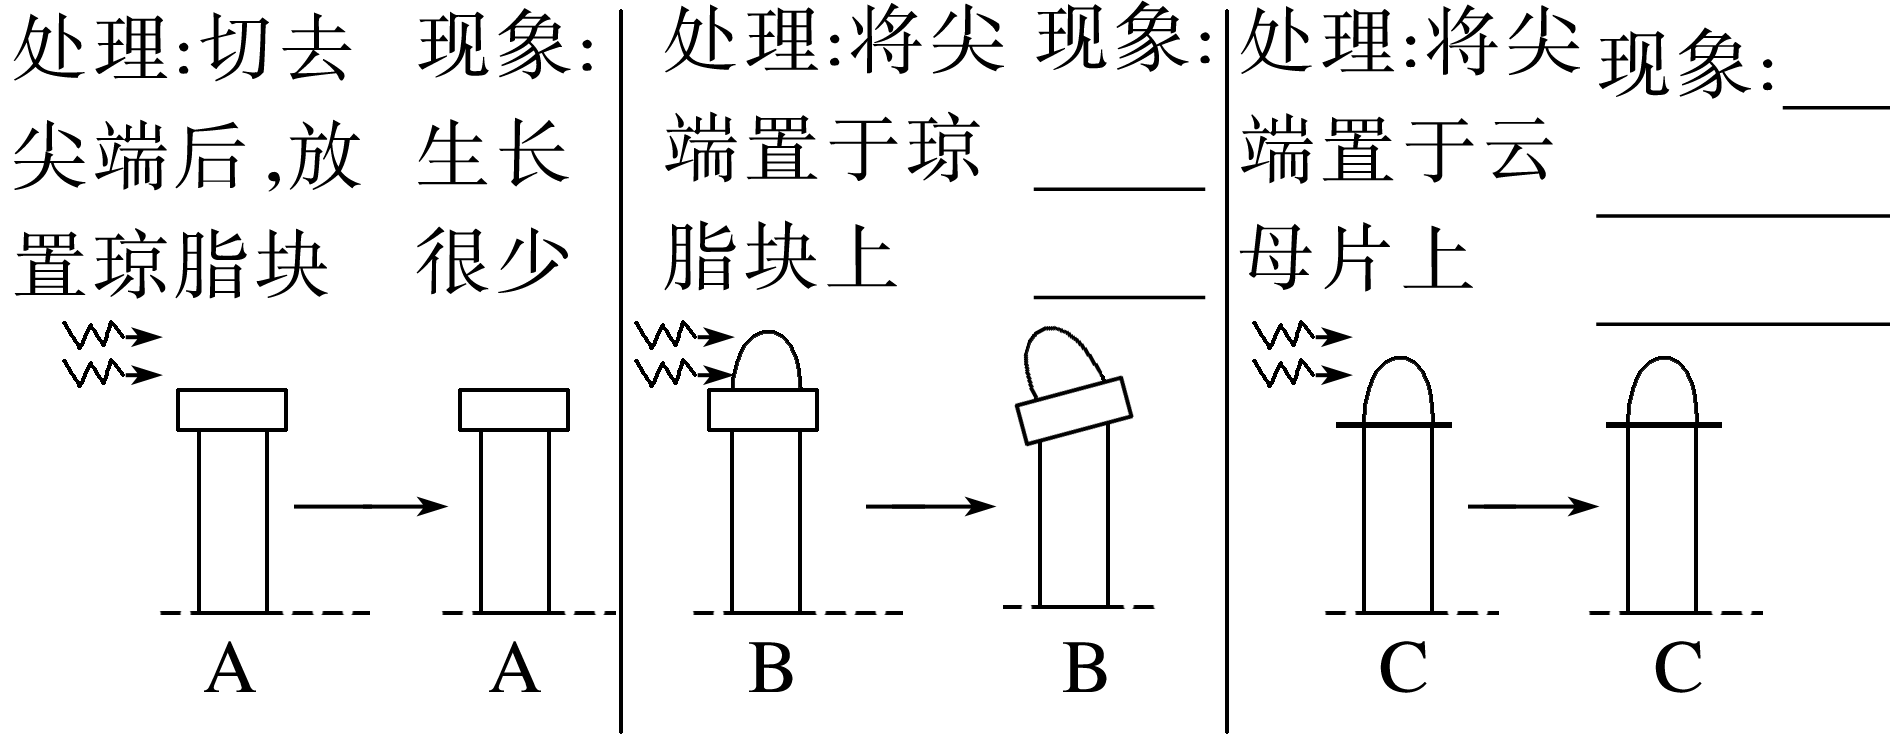 处理:切去
尖端后,放
置琼脂块
现象:
生长
很少
处理:将尖
端置于琼
脂块上
现象:
处理:将尖
端置于云
母片上
现象:
A
A
B
B
C
C